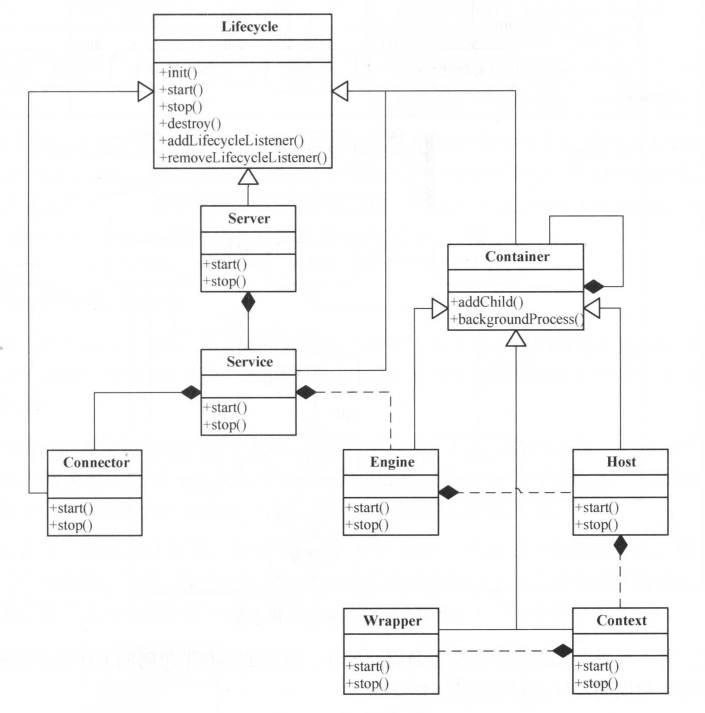 Lifecycle
+init()
+start()
+stop()
+destroy()
+addLifecycleListener()
+removeLifecycleListener()
Server
+start()
+stop()
Container
+addChild()
+backgroundProcess()
Service
+start()
+stop()
Connector
+start()
+stop()
Engine
+start()
+stop()
Host
+start()
+stop()
Wrapper
+start()
+stop()
Context
+start()
+stop()